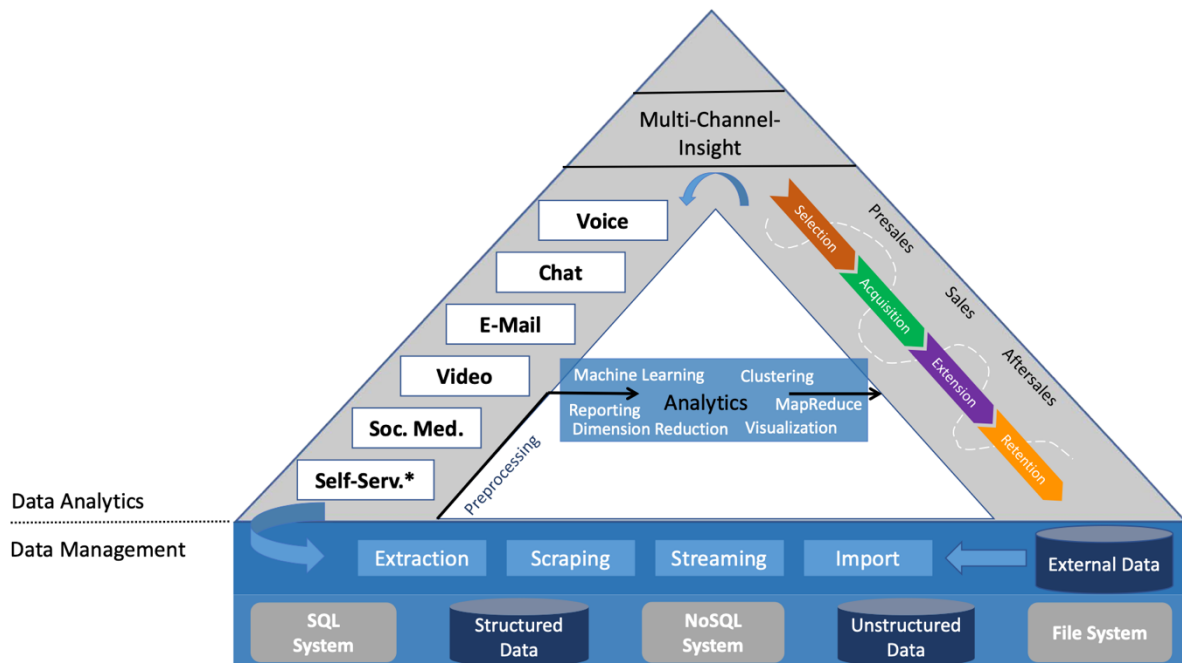 Multi-Channel-
Insight
Voice
Chat
E-Mail
Video
Soc. Med.
Self-Serv.*
Preprocessing
Machine Learning
Clustering
Analytics
Reporting
MapReduce
Dimension Reduction
Visualization
Selection
Acquisition
Extension
Retention
Presales
Sales
Aftersales
Data Analytics
Data Management
Extraction
Scraping
Streaming
Import
External Data
SQL
System
Structured
Data
NoSQL
System
Unstructured
Data
File System